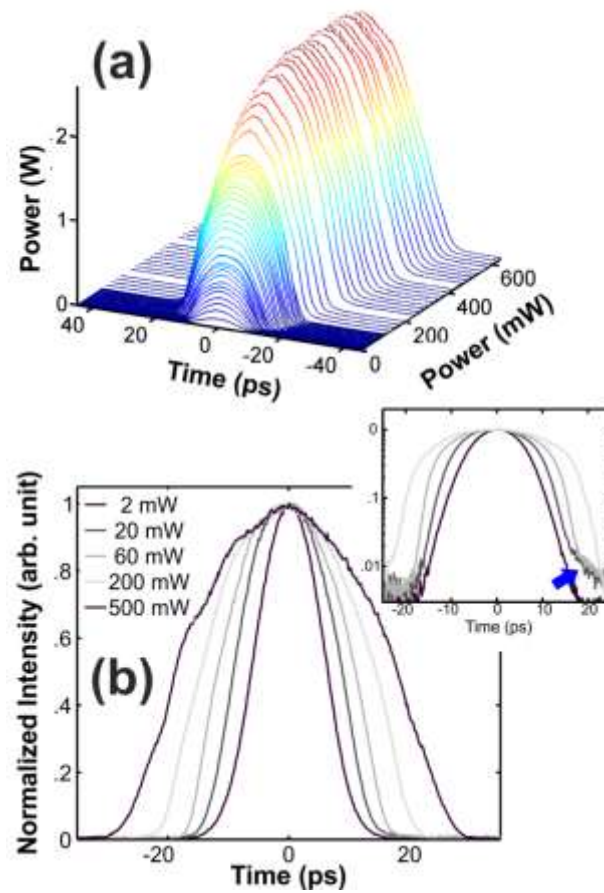 (a)
Power (W)
2
1
0
40
20
0
-20
-40
Time (ps)
0
200
400
600
Power (mW)
0
.1
.01
-20
-10
0
10
20
Time (ps)
Normalized Intensity (arb. unit)
1
.8
.6
.4
.2
0
2 mW
20 mW
60 mW
200 mW
500 mW
(b)
-20
0
20
Time (ps)